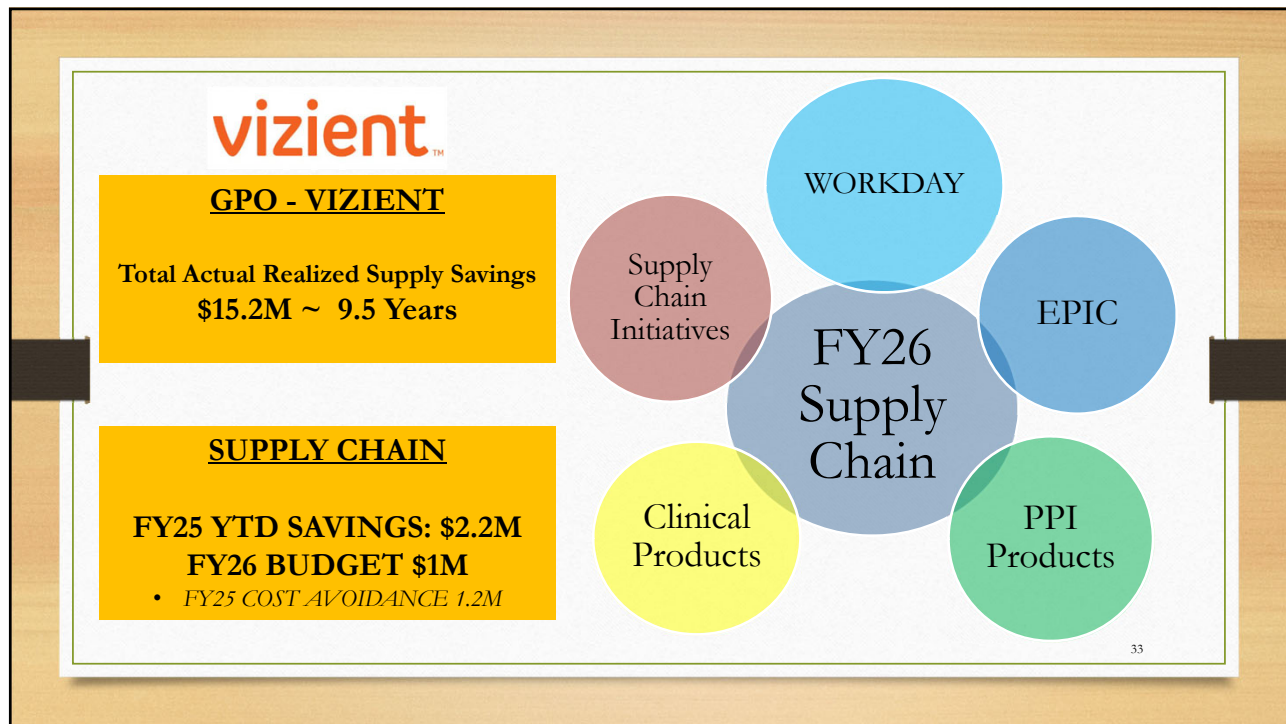 vizient™
GPO - VIZIENT
Total Actual Realized Supply Savings
$15.2M ~ 9.5 Years
SUPPLY CHAIN
FY25 YTD SAVINGS: $2.2M
FY26 BUDGET $1M
• FY25 COST AVOIDANCE 1.2M
WORKDAY
Supply
Chain
Initiatives
EPIC
FY26
Supply
Chain
Clinical
Products
PPI
Products
33